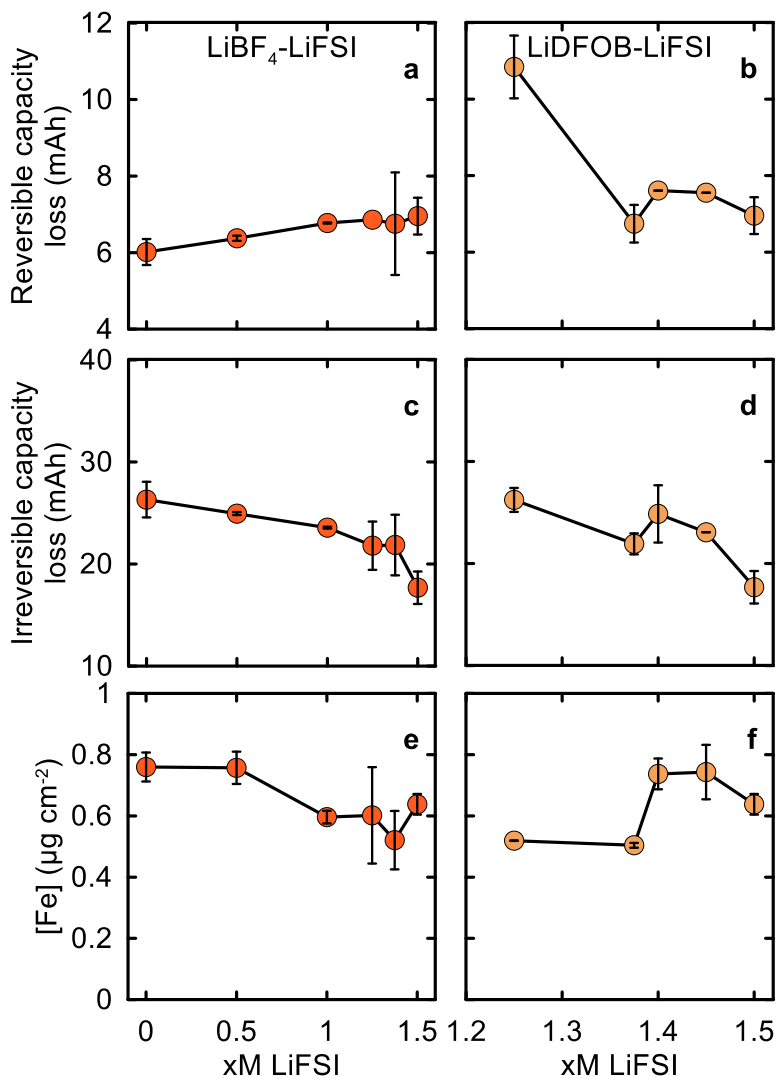 LiBF₄-LiFSI
LiDFOB-LiFSI
a
b
Reversible capacity
loss (mAh)
12
10
8
6
4
c
d
Irreversible capacity
loss (mAh)
40
30
20
10
e
f
[Fe] (µg cm⁻²)
1
0.8
0.6
0.4
0.2
0
0 0.5 1 1.5
1.2 1.3 1.4 1.5
xM LiFSI
xM LiFSI